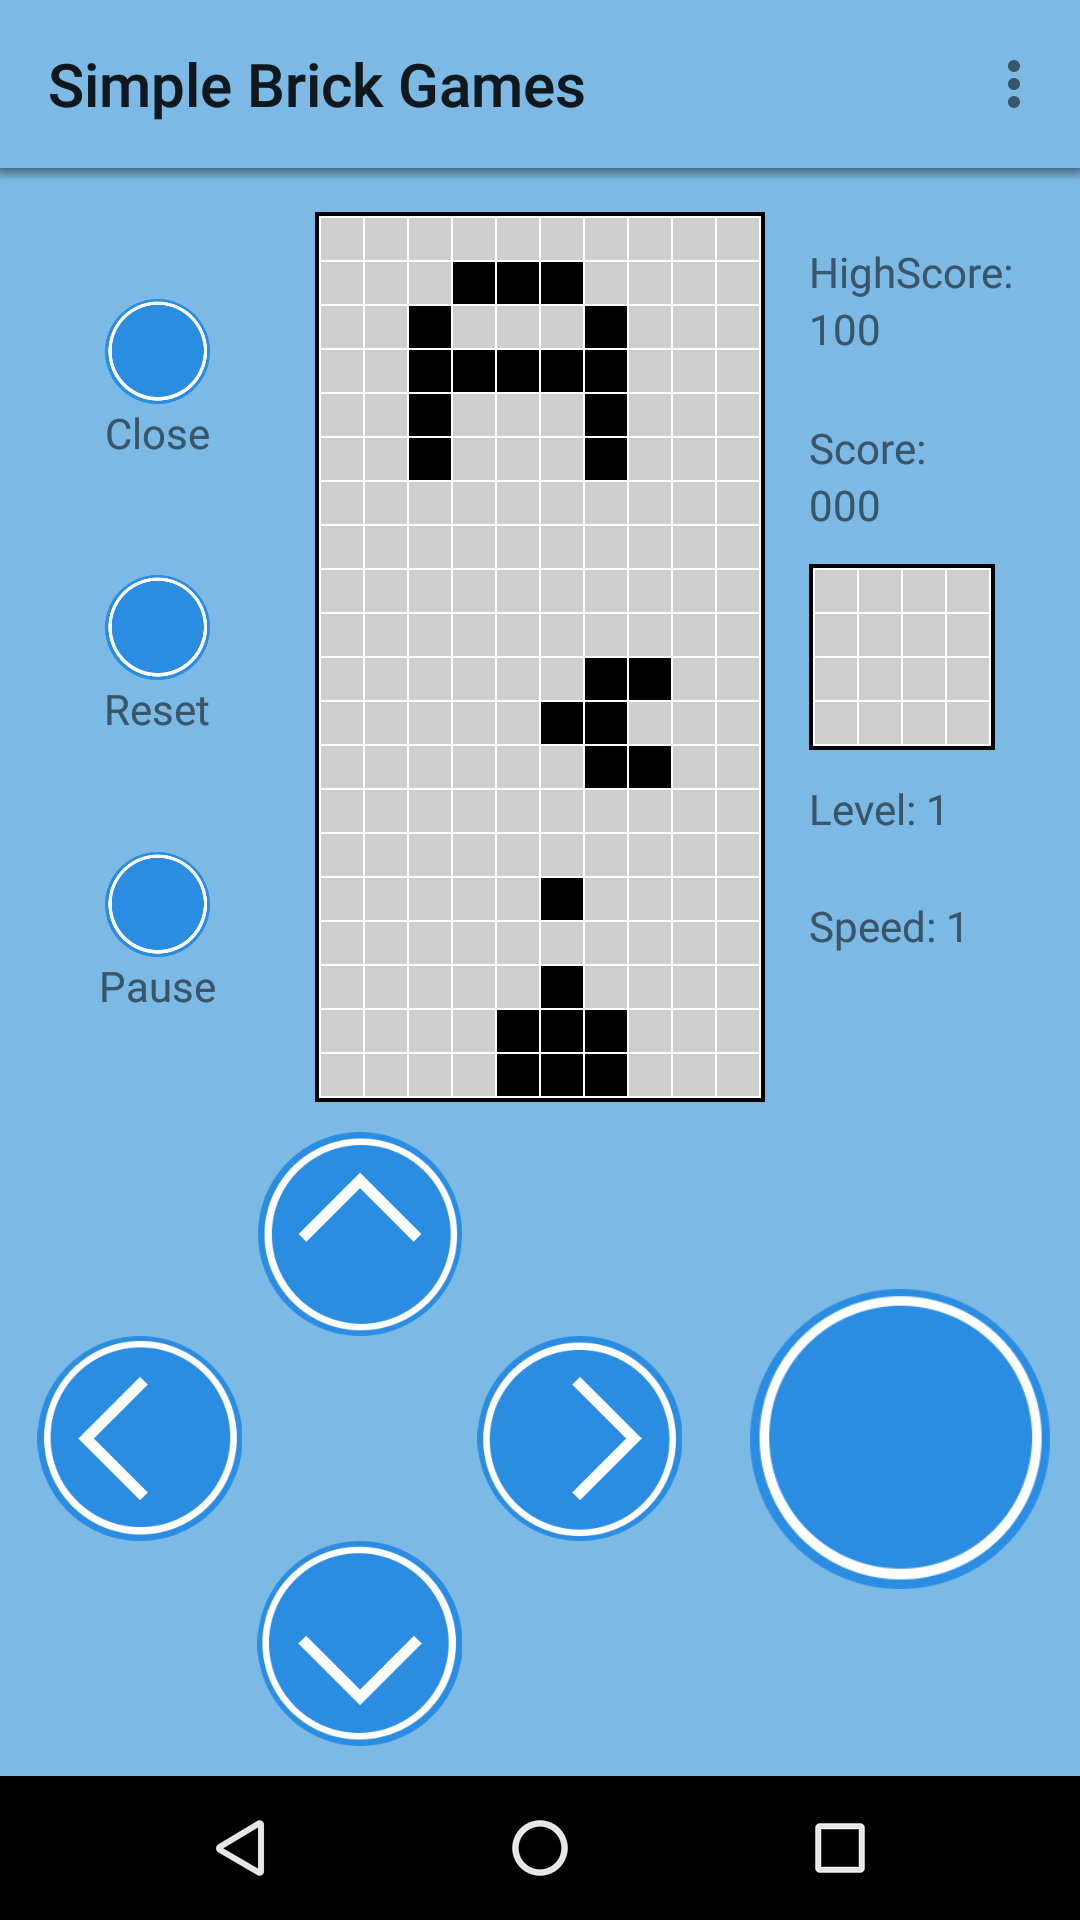 Simple Brick Games
HighScore:
100
Close
Score:
000
A
Reset
Level: 1
Speed: 1
Pause